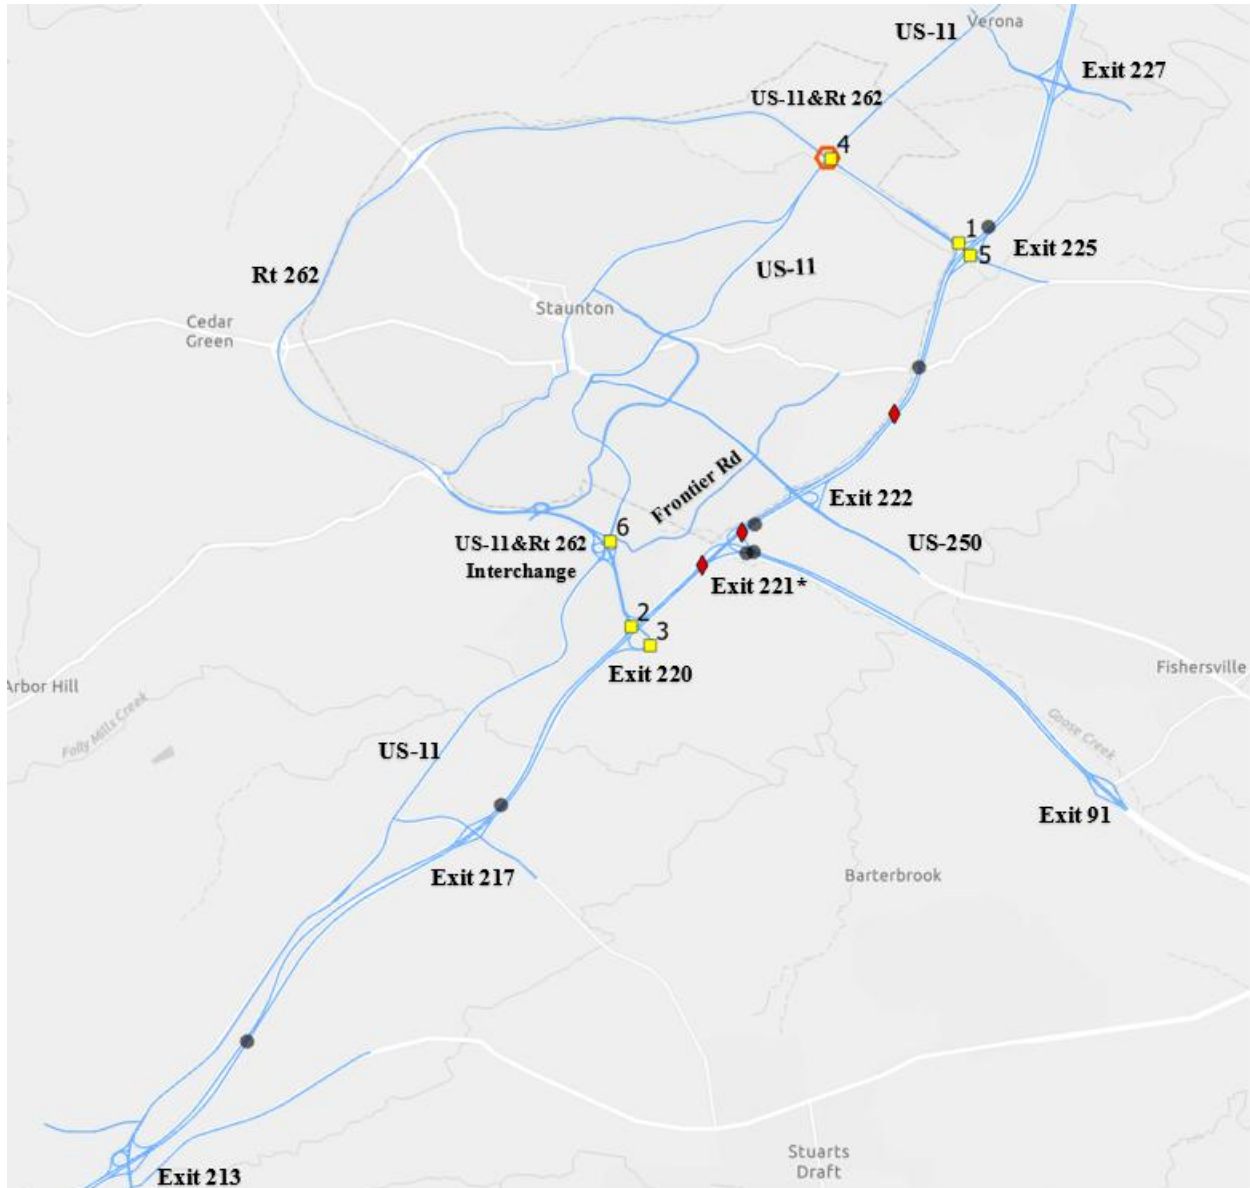 Verona
US-11
Exit 227
US-11&Rt 262
4
1
Exit 225
5
Rt 262
US-11
Staunton
Cedar
Green
Frontier Rd
Exit 222
6
US-11&Rt 262
Interchange
US-250
Exit 221*
2
3
Exit 220
Fishersville
Arbor Hill
Folly Mills Creek
Goose Creek
US-11
Exit 91
Exit 217
Barterbrook
Stuarts
Draft
Exit 213